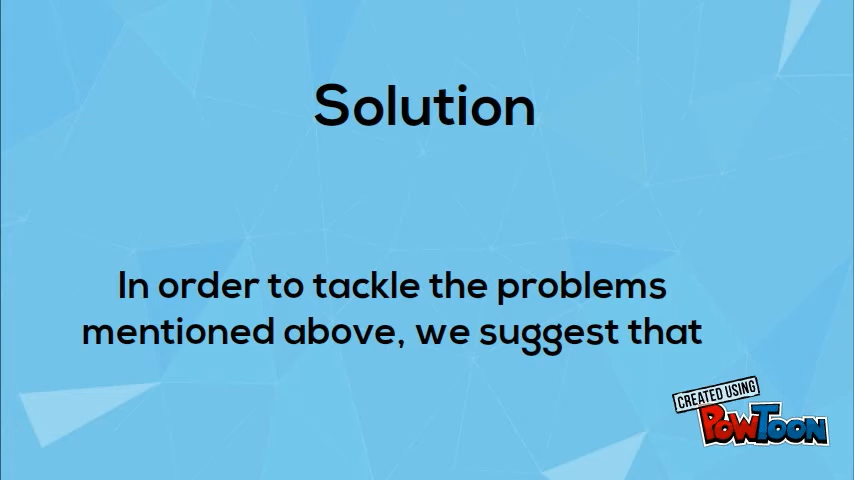 Solution
In order to tackle the problems
mentioned above, we suggest that
CREATED USING
POWTOON